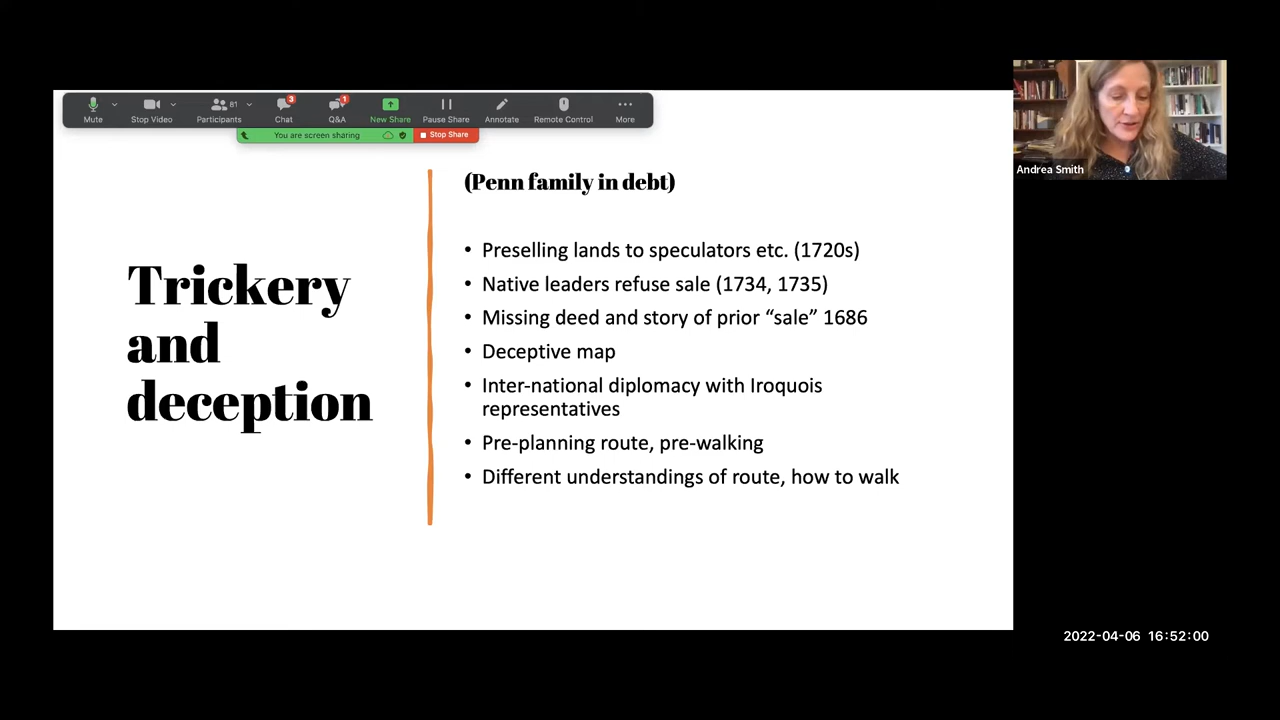 Mute
Stop Video
Participants
81
Chat
3
Q&A
1
New Share
Pause Share
Annotate
Remote Control
More
You are screen sharing
Stop Share
Andrea Smith
Trickery
and
deception
(Penn family in debt)
• Preselling lands to speculators etc. (1720s)
• Native leaders refuse sale (1734, 1735)
• Missing deed and story of prior “sale” 1686
• Deceptive map
• Inter-national diplomacy with Iroquois
representatives
• Pre-planning route, pre-walking
• Different understandings of route, how to walk
2022-04-06 16:52:00